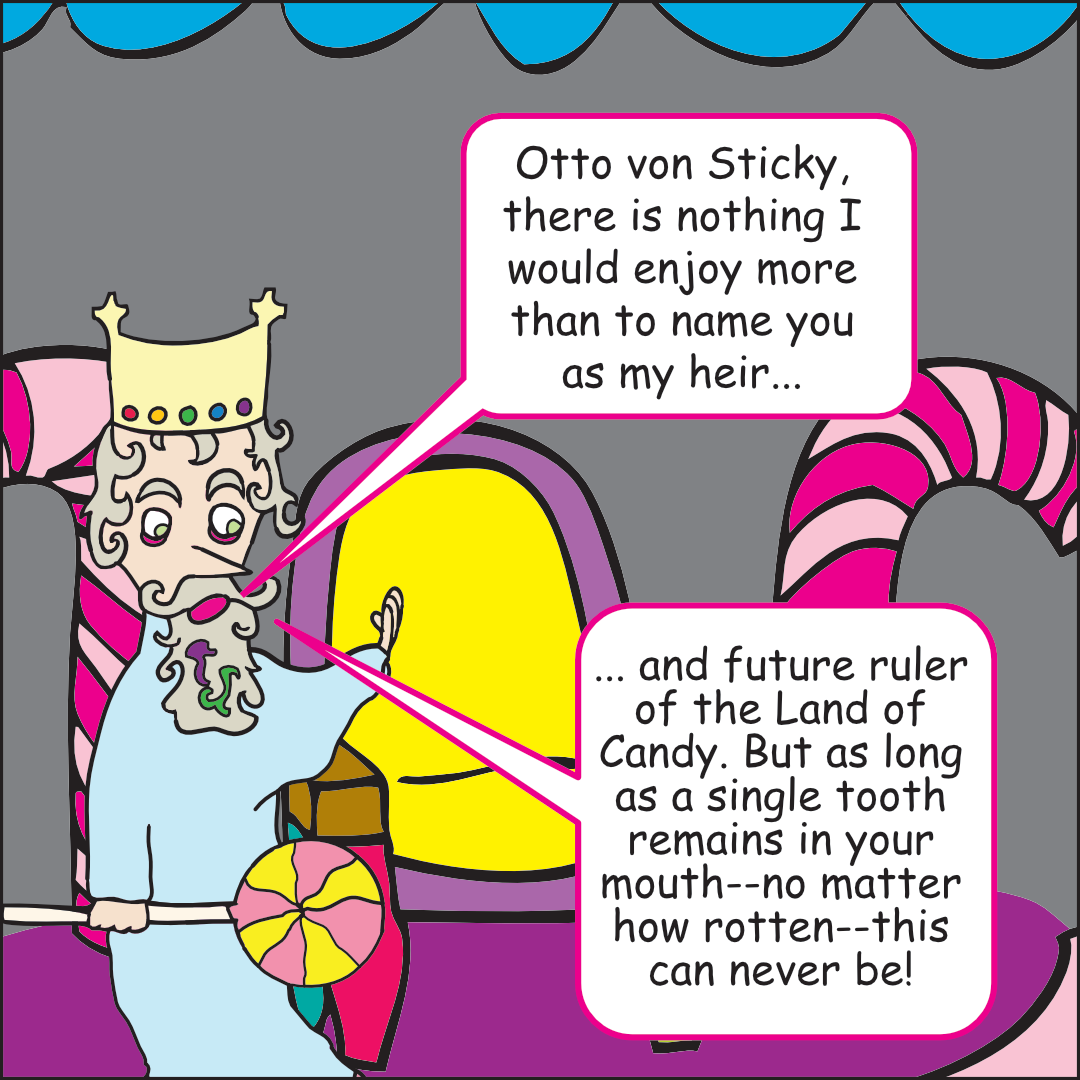 Otto von Sticky,
there is nothing I
would enjoy more
than to name you
as my heir...
... and future ruler
of the Land of
Candy. But as long
as a single tooth
remains in your
mouth--no matter
how rotten--this
can never be!